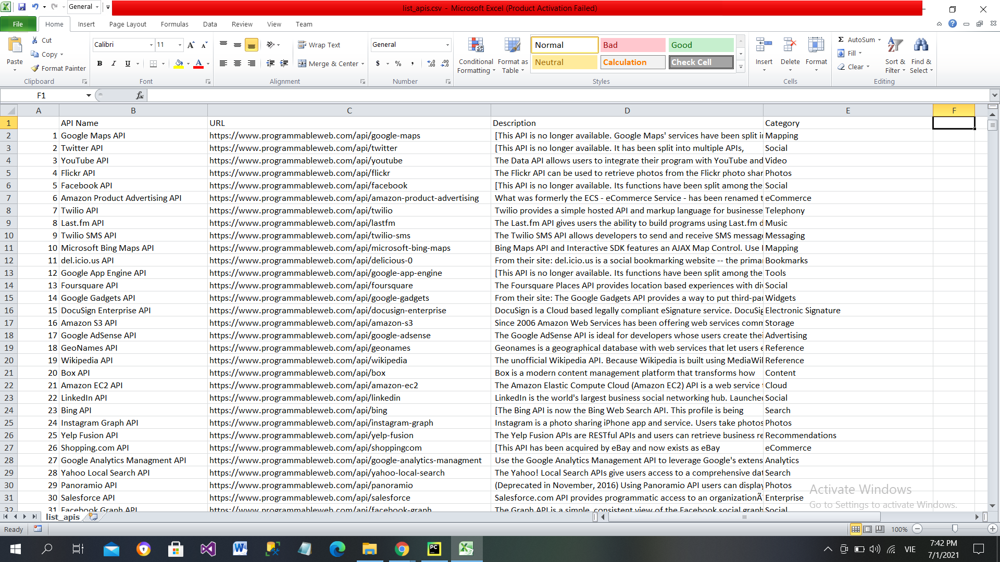 General
list_apis.csv - Microsoft Excel (Product Activation Failed)
File Home Insert Page Layout Formulas Data Review View Team
Paste
Cut
Copy
Format Painter
Clipboard
Calibri 11
B I U
Font
Wrap Text
Merge & Center
Alignment
General
$ % ,
Number
Conditional Formatting
Format as Table
Normal Bad Good
Neutral Calculation Check Cell
Styles
Insert Delete Format
Cells
Σ AutoSum
Fill
Clear
Sort & Filter
Find & Select
Editing
F1 fx
A B C D E F
1 API Name URL Description Category
2 1 Google Maps API https://www.programmableweb.com/api/google-maps [This API is no longer available. Google Maps' services have been split Mapping
3 2 Twitter API https://www.programmableweb.com/api/twitter [This API is no longer available. It has been split into multiple APIs, Social
4 3 YouTube API https://www.programmableweb.com/api/youtube The Data API allows users to integrate their program with YouTube and Video
5 4 Flickr API https://www.programmableweb.com/api/flickr The Flickr API can be used to retrieve photos from the Flickr photo shar Photos
6 5 Facebook API https://www.programmableweb.com/api/facebook [This API is no longer available. Its functions have been split among the Social
7 6 Amazon Product Advertising API https://www.programmableweb.com/api/amazon-product-advertising What was formerly the ECS - eCommerce Service - has been renamed t eCommerce
8 7 Twilio API https://www.programmableweb.com/api/twilio Twilio provides a simple hosted API and markup language for businesse Telephony
9 8 Last.fm API https://www.programmableweb.com/api/lastfm The Last.fm API gives users the ability to build programs using Last.fm d Music
10 9 Twilio SMS API https://www.programmableweb.com/api/twilio-sms The Twilio SMS API allows developers to send and receive SMS message Messaging
11 10 Microsoft Bing Maps API https://www.programmableweb.com/api/microsoft-bing-maps Bing Maps API and Interactive SDK features an AJAX Map Control. Use Mapping
12 11 del.icio.us API https://www.programmableweb.com/api/delicious-0 From their site: del.icio.us is a social bookmarking website -- the prima Bookmarks
13 12 Google App Engine API https://www.programmableweb.com/api/google-app-engine [This API is no longer available. Its functions have been split among the Tools
14 13 Foursquare API https://www.programmableweb.com/api/foursquare The Foursquare Places API provides location based experiences with div Social
15 14 Google Gadgets API https://www.programmableweb.com/api/google-gadgets From their site: The Google Gadgets API provides a way to put third-pa Widgets
16 15 DocuSign Enterprise API https://www.programmableweb.com/api/docusign-enterprise DocuSign is a Cloud based legally compliant eSignature service. DocuSig Electronic Signature
17 16 Amazon S3 API https://www.programmableweb.com/api/amazon-s3 Since 2006 Amazon Web Services has been offering web services comm Storage
18 17 Google AdSense API https://www.programmableweb.com/api/google-adsense The Google AdSense API is ideal for developers whose users create thei Advertising
19 18 GeoNames API https://www.programmableweb.com/api/geonames Geonames is a geographical database with web services that let users e Reference
20 19 Wikipedia API https://www.programmableweb.com/api/wikipedia The unofficial Wikipedia API. Because Wikipedia is built using MediaWi Reference
21 20 Box API https://www.programmableweb.com/api/box Box is a modern content management platform that transforms how Content
22 21 Amazon EC2 API https://www.programmableweb.com/api/amazon-ec2 The Amazon Elastic Compute Cloud (Amazon EC2) API is a web service Cloud
23 22 LinkedIn API https://www.programmableweb.com/api/linkedin LinkedIn is the world's largest business social networking hub. Launche Social
24 23 Bing API https://www.programmableweb.com/api/bing [The Bing API is now the Bing Web Search API. This profile is being Search
25 24 Instagram Graph API https://www.programmableweb.com/api/instagram-graph Instagram is a photo sharing iPhone app and service. Users take photos Photos
26 25 Yelp Fusion API https://www.programmableweb.com/api/yelp-fusion The Yelp Fusion APIs are RESTful APIs and users can retrieve business re Recommendations
27 26 Shopping.com API https://www.programmableweb.com/api/shoppingcom [This API has been acquired by eBay and now exists as eBay eCommerce
28 27 Google Analytics Managment API https://www.programmableweb.com/api/google-analytics-managment Use the Google Analytics Management API to leverage Google's extens Analytics
29 28 Yahoo Local Search API https://www.programmableweb.com/api/yahoo-local-search The Yahoo! Local Search APIs give users access to a comprehensive dat Search
30 29 Panoramio API https://www.programmableweb.com/api/panoramio (Deprecated in November, 2016) Using Panoramio API users can display Photos
31 30 Salesforce API https://www.programmableweb.com/api/salesforce Salesforce.com API provides programmatic access to an organizationÃ Enterprise
32 31 Facebook Graph API https://www.programmableweb.com/api/facebook-graph The Graph API is a simple, consistent view of the Facebook social graph Social
Activate Windows
Go to Settings to activate Windows.
list_apis
Ready 100%
PC
VIE
7:42 PM
7/1/2021